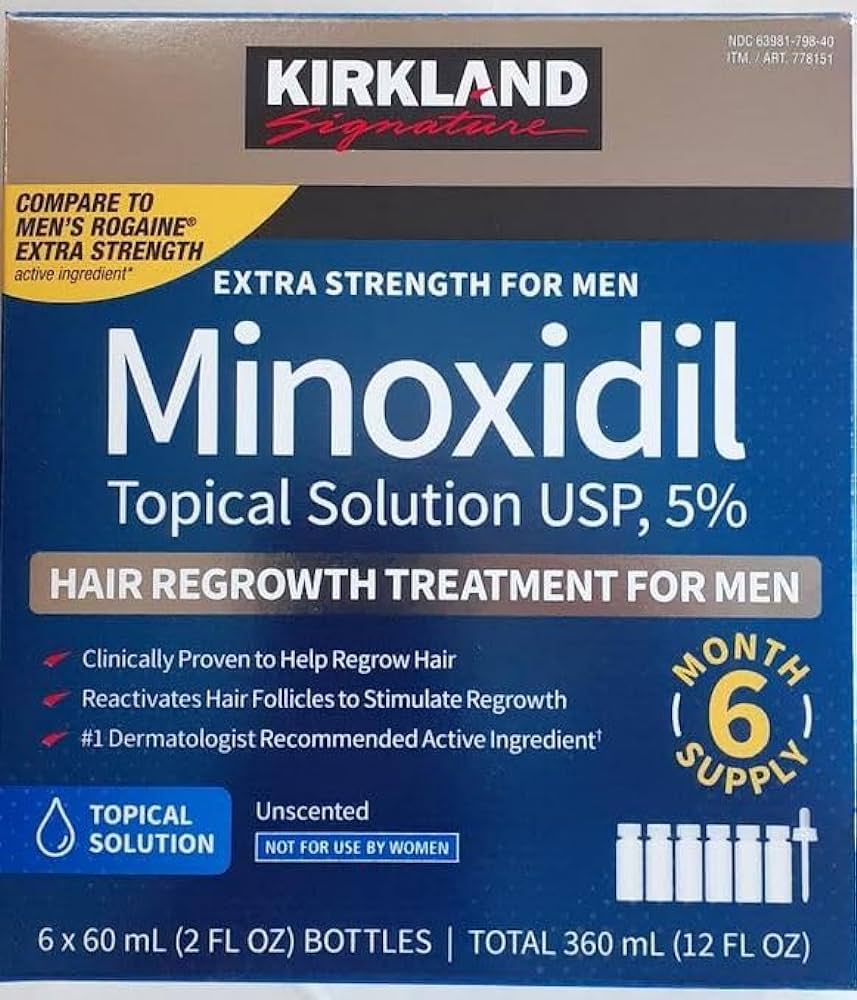 NDC 63981-798-40
ITM. / ART. 778151
KIRKLAND
Signature
COMPARE TO
MEN'S ROGAINE®
EXTRA STRENGTH
active ingredient*
EXTRA STRENGTH FOR MEN
Minoxidil
Topical Solution USP, 5%
HAIR REGROWTH TREATMENT FOR MEN
Clinically Proven to Help Regrow Hair
Reactivates Hair Follicles to Stimulate Regrowth
#1 Dermatologist Recommended Active Ingredient†
MONTH
6
SUPPLY
TOPICAL
SOLUTION
Unscented
NOT FOR USE BY WOMEN
6 x 60 mL (2 FL OZ) BOTTLES | TOTAL 360 mL (12 FL OZ)